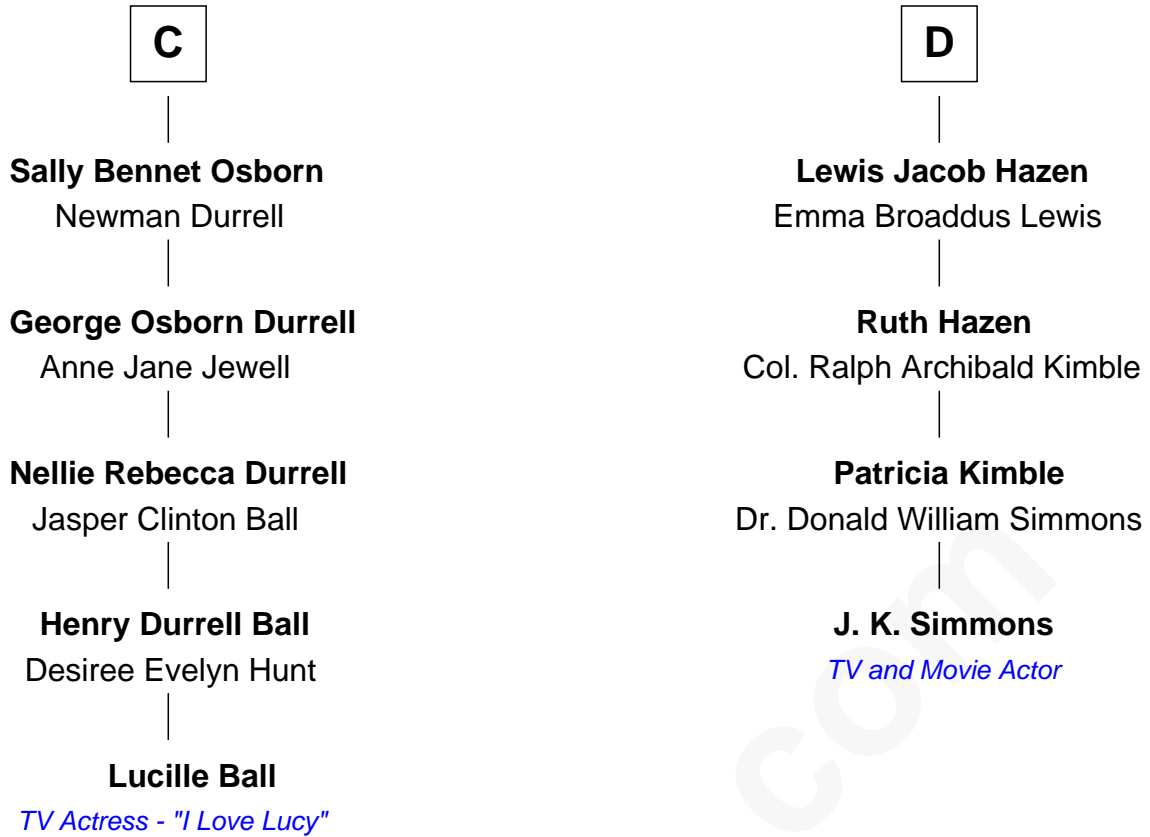 C
Sally Bennet Osborn
Newman Durrell
George Osborn Durrell
Anne Jane Jewell
Nellie Rebecca Durrell
Jasper Clinton Ball
Henry Durrell Ball
Desiree Evelyn Hunt
Lucille Ball
TV Actress - "I Love Lucy"
D
Lewis Jacob Hazen
Emma Broaddus Lewis
Ruth Hazen
Col. Ralph Archibald Kimble
Patricia Kimble
Dr. Donald William Simmons
J. K. Simmons
TV and Movie Actor
com